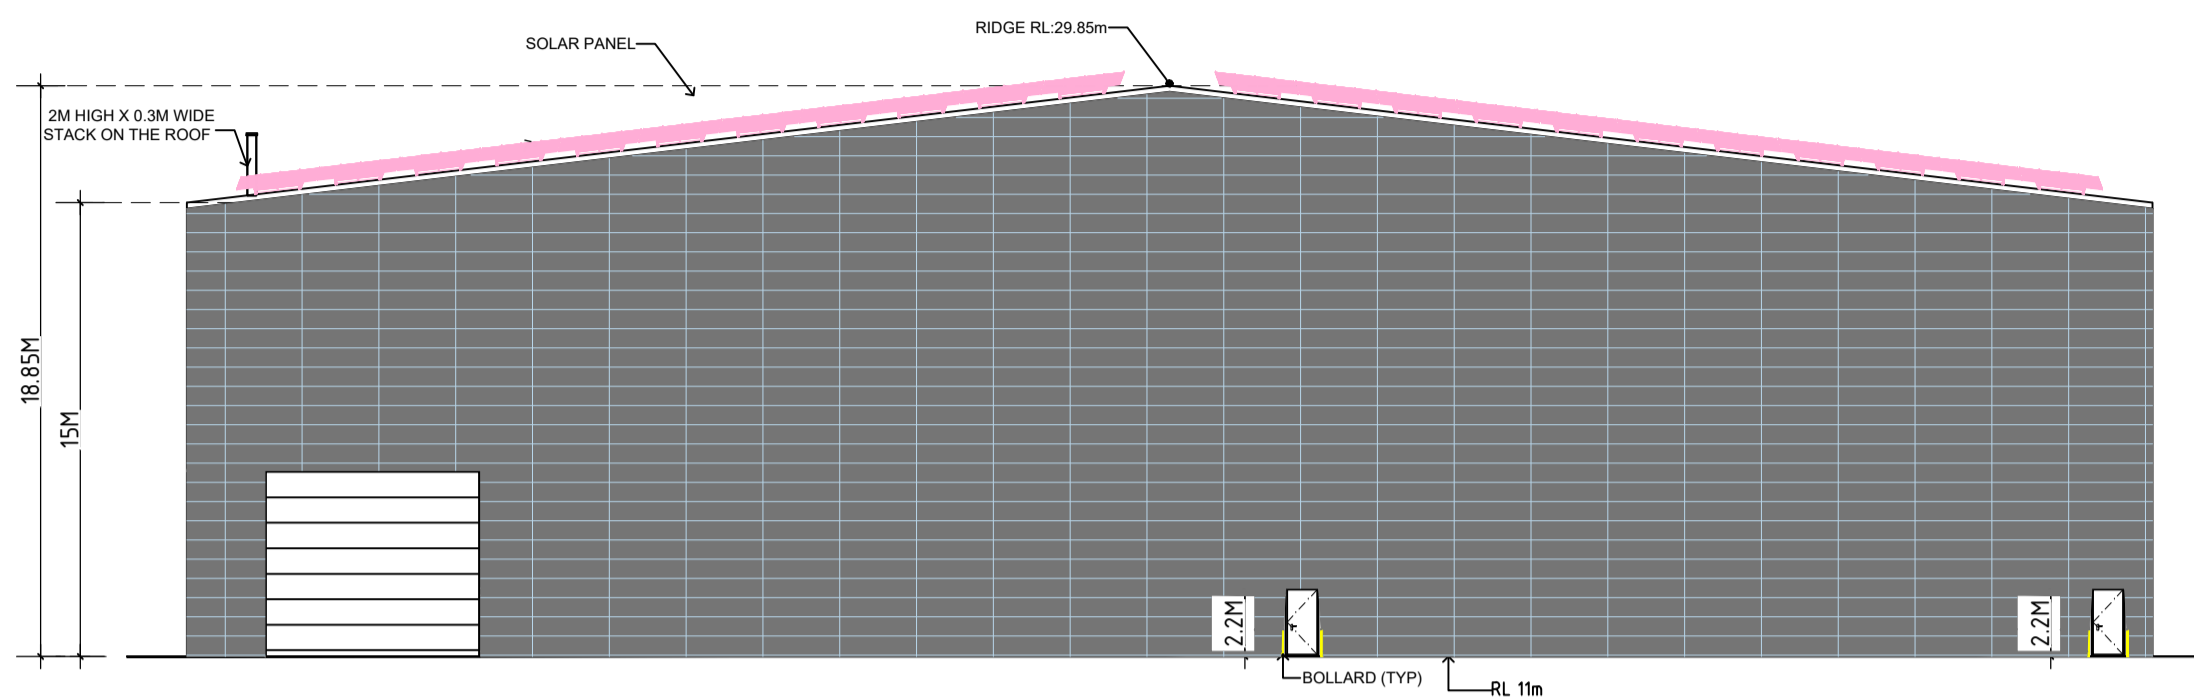 RIDGE RL:29.85m
SOLAR PANEL
2M HIGH X 0.3M WIDE
STACK ON THE ROOF
18.85M
15M
2.2M
2.2M
BOLLARD (TYP)
RL 11m